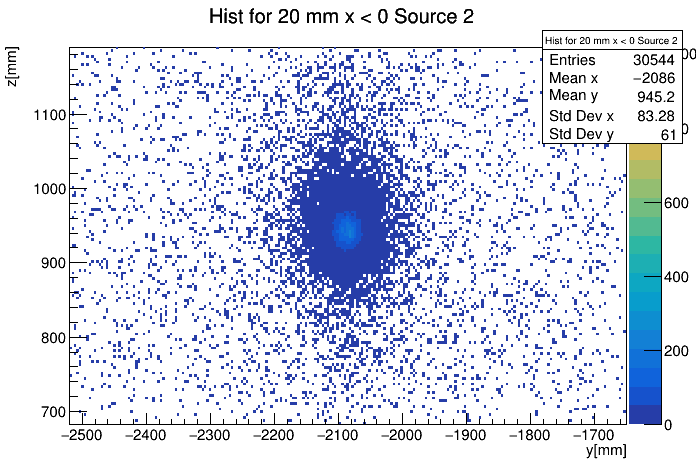 Hist for 20 mm x < 0 Source 2
z[mm]
Hist for 20 mm x < 0 Source 2
Entries 30544
Mean x −2086
Mean y 945.2
Std Dev x 83.28
Std Dev y 61
1100
1000
900
800
700
600
400
200
0
−2500 −2400 −2300 −2200 −2100 −2000 −1900 −1800 −1700
y[mm]